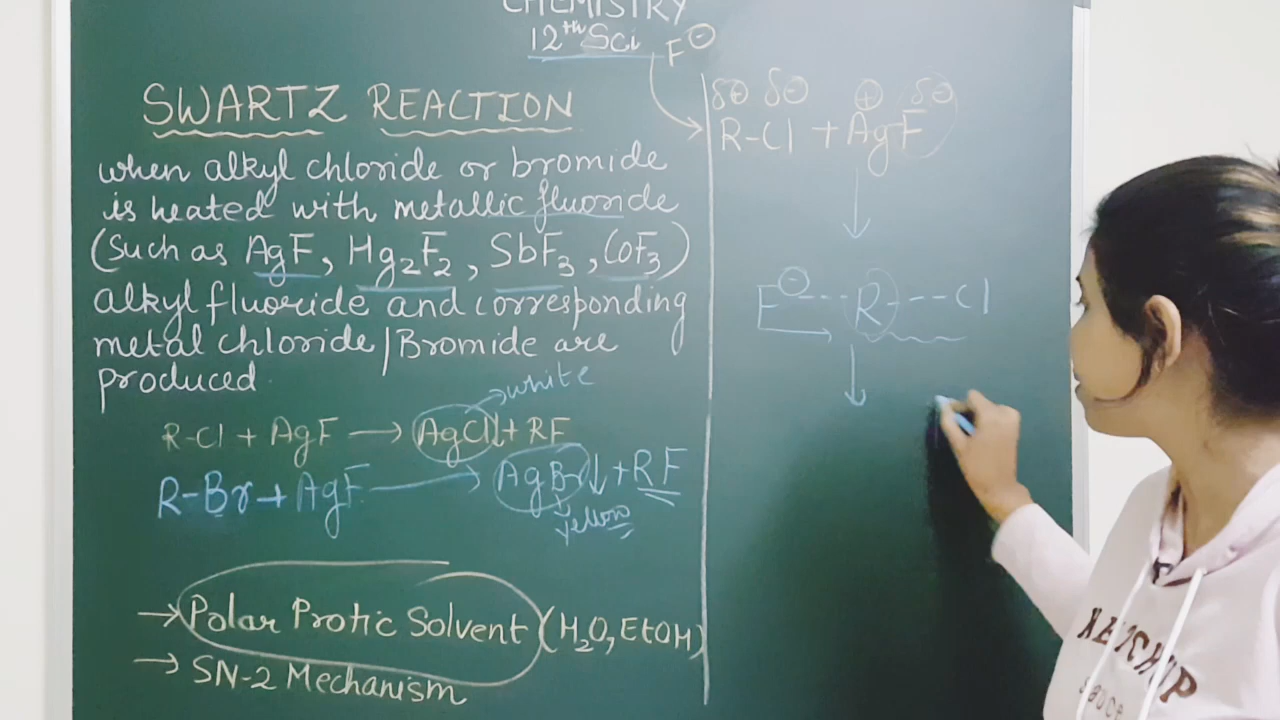 CHEMISTRY
12th Sci
SWARTZ REACTION
when alkyl chloride or bromide
is heated with metallic fluoride
(Such as AgF, Hg₂F₂, SbF₃, CoF₃)
alkyl fluoride and corresponding
metal chloride/Bromide are
produced.
→white
R-Cl + AgF → AgCl↓ + RF
R-Br + AgF → AgBr↓ + RF
yellow
→ Polar Protic Solvent (H₂O, EtOH)
→ SN-2 Mechanism
F⊖
δ⊕ δ⊖ ⊕ δ⊖
R-Cl + AgF
↓
F⊖---R---Cl
↓
sauce